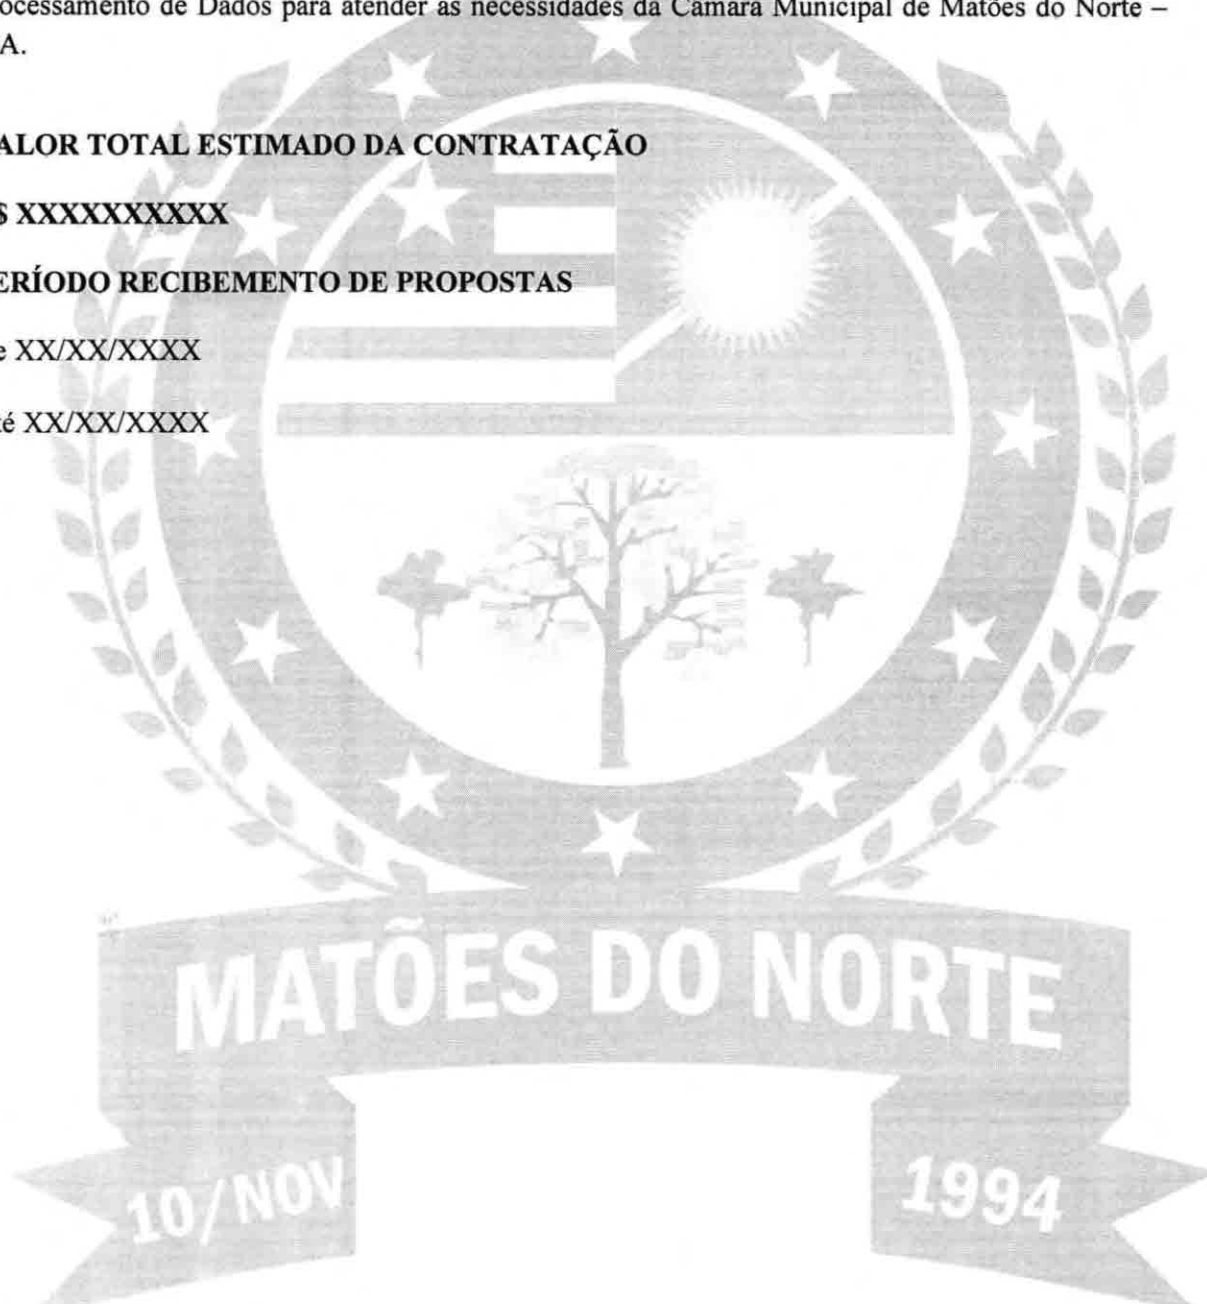 ocessamento de Dados para atender as necessidades da Câmara Municipal de Matões do Norte –
A.
ALOR TOTAL ESTIMADO DA CONTRATAÇÃO
$ XXXXXXXXXX
ERÍODO RECIBEMENTO DE PROPOSTAS
e XX/XX/XXXX
té XX/XX/XXXX
MATÕES DO NORTE
10/NOV
1994